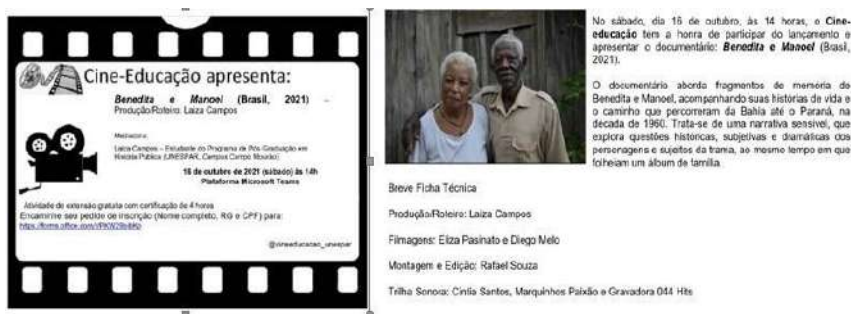 Cine-Educação apresenta:
Benedita e Manoel (Brasil, 2021) –
Produção/Roteiro: Laiza Campos
Mediadora:
Laiza Campos – Estudante do Programa de Pós-Graduação em
História Pública (UNESPAR, Campus Campo Mourão)
16 de outubro de 2021 (sábado) às 14h
Plataforma Microsoft Teams
Atividade de extensão gratuita com certificação de 4 horas
Encaminhe seu pedido de inscrição (Nome completo, RG e CPF) para:
@cineeducacao_unespar
No sábado, dia 16 de outubro, às 14 horas, o Cine-
educação tem a honra de participar do lançamento e
apresentar o documentário: Benedita e Manoel (Brasil,
2021).
O documentário aborda fragmentos de memória de
Benedita e Manoel, acompanhando suas histórias de vida e
o caminho que percorreram da Bahia até o Paraná, na
década de 1960. Trata-se de uma narrativa sensível, que
explora questões históricas, subjetivas e dramáticas dos
personagens e sujeitos da trama, ao mesmo tempo em que
folheiam um álbum de família.
Breve Ficha Técnica
Produção/Roteiro: Laiza Campos
Filmagens: Eliza Pasinato e Diego Melo
Montagem e Edição: Rafael Souza
Trilha Sonora: Cintia Santos, Marquinhos Paixão e Gravadora 044 Hits